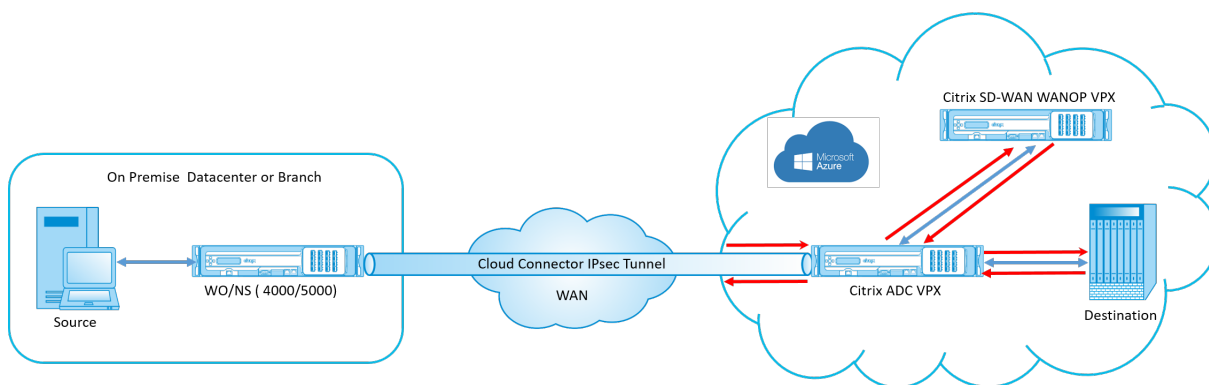 On Premise Datacenter or Branch
Source
WO/NS ( 4000/5000)
Cloud Connector IPsec Tunnel
WAN
Microsoft
Azure
Citrix SD-WAN WANOP VPX
Citrix ADC VPX
Destination